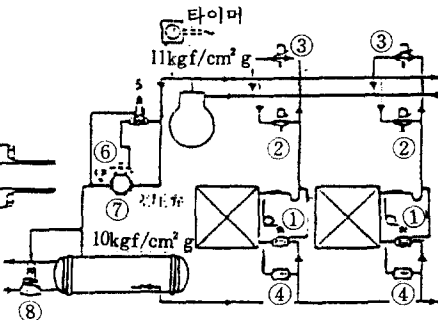 타이머
③ ③
11kgf/cm² g
S
② ②
⑥
⑦
① ①
10kgf/cm² g
④ ④
⑧